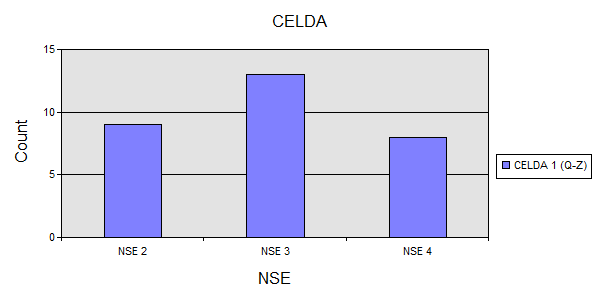 CELDA
15
10
5
0
Count
NSE 2 NSE 3 NSE 4
NSE
CELDA 1 (Q-Z)